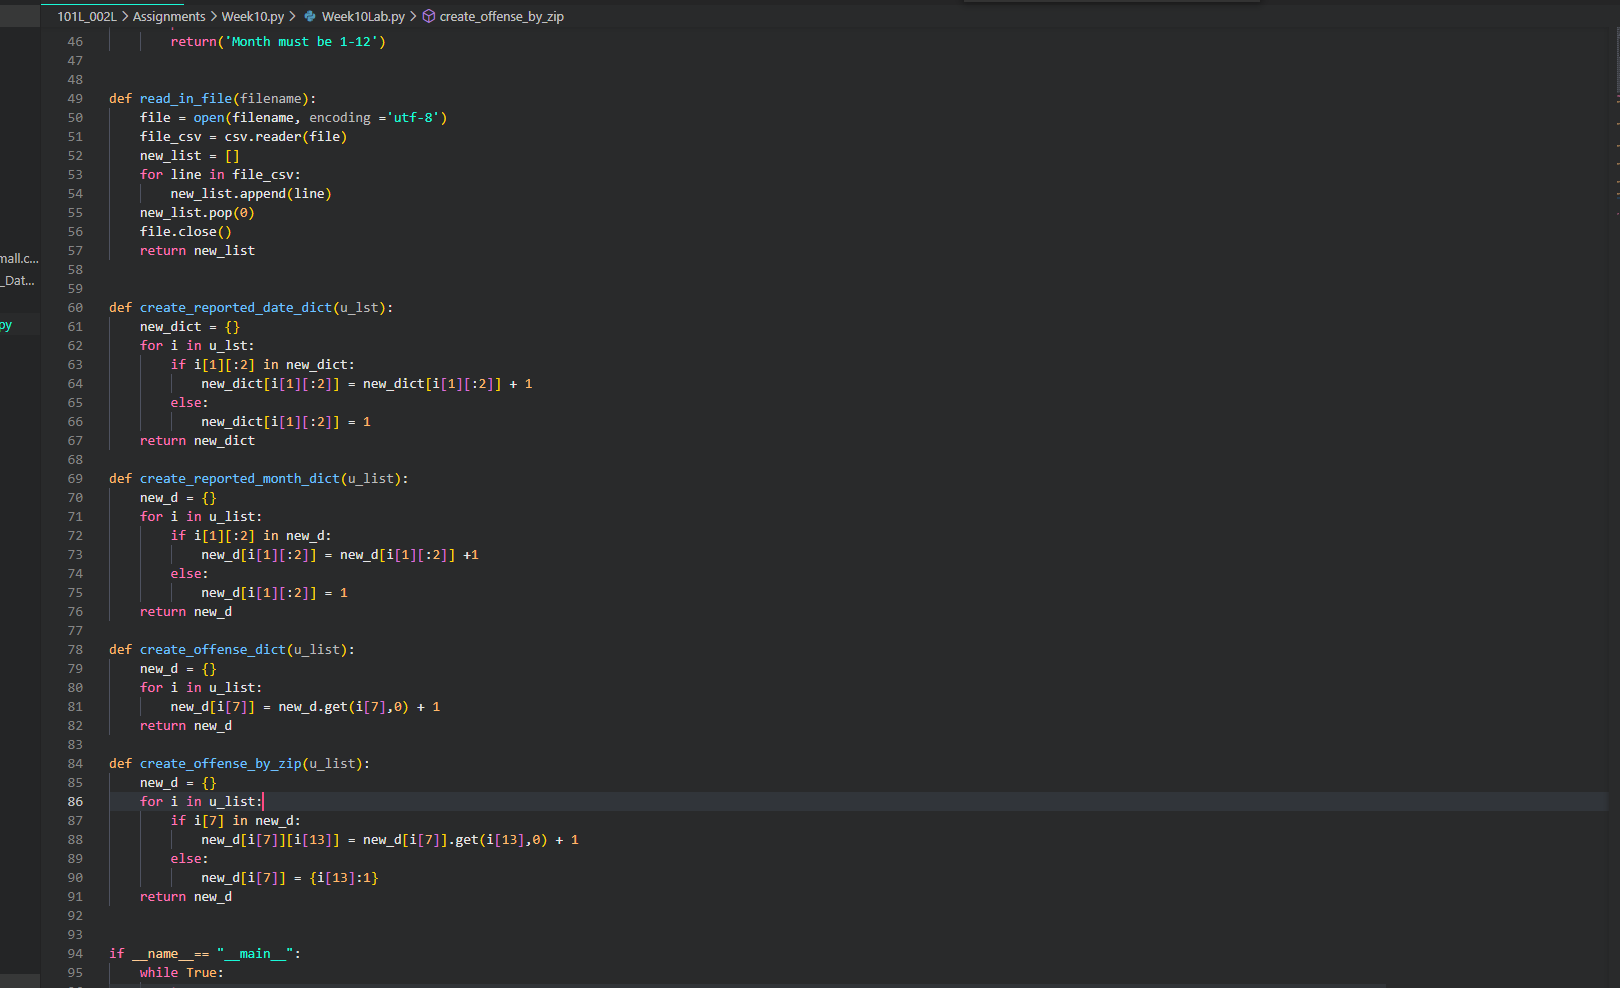 101L_002L > Assignments > Week10.py > Week10Lab.py > create_offense_by_zip
46 return('Month must be 1-12')
47
48
49 def read_in_file(filename):
50 file = open(filename, encoding ='utf-8')
51 file_csv = csv.reader(file)
52 new_list = []
53 for line in file_csv:
54 new_list.append(line)
55 new_list.pop(0)
56 file.close()
57 return new_list
mall.c...
58
_Dat...
59
60 def create_reported_date_dict(u_lst):
py
61 new_dict = {}
62 for i in u_lst:
63 if i[1][:2] in new_dict:
64 new_dict[i[1][:2]] = new_dict[i[1][:2]] + 1
65 else:
66 new_dict[i[1][:2]] = 1
67 return new_dict
68
69 def create_reported_month_dict(u_list):
70 new_d = {}
71 for i in u_list:
72 if i[1][:2] in new_d:
73 new_d[i[1][:2]] = new_d[i[1][:2]] +1
74 else:
75 new_d[i[1][:2]] = 1
76 return new_d
77
78 def create_offense_dict(u_list):
79 new_d = {}
80 for i in u_list:
81 new_d[i[7]] = new_d.get(i[7],0) + 1
82 return new_d
83
84 def create_offense_by_zip(u_list):
85 new_d = {}
86 for i in u_list:
87 if i[7] in new_d:
88 new_d[i[7]][i[13]] = new_d[i[7]].get(i[13],0) + 1
89 else:
90 new_d[i[7]] = {i[13]:1}
91 return new_d
92
93
94 if __name__== "__main__":
95 while True: